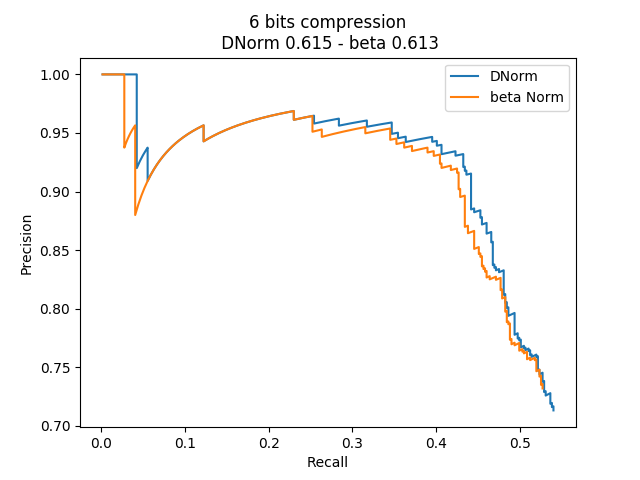 6 bits compression
DNorm 0.615 - beta 0.613
DNorm
beta Norm
1.00
0.95
0.90
0.85
0.80
0.75
0.70
Precision
0.0 0.1 0.2 0.3 0.4 0.5
Recall